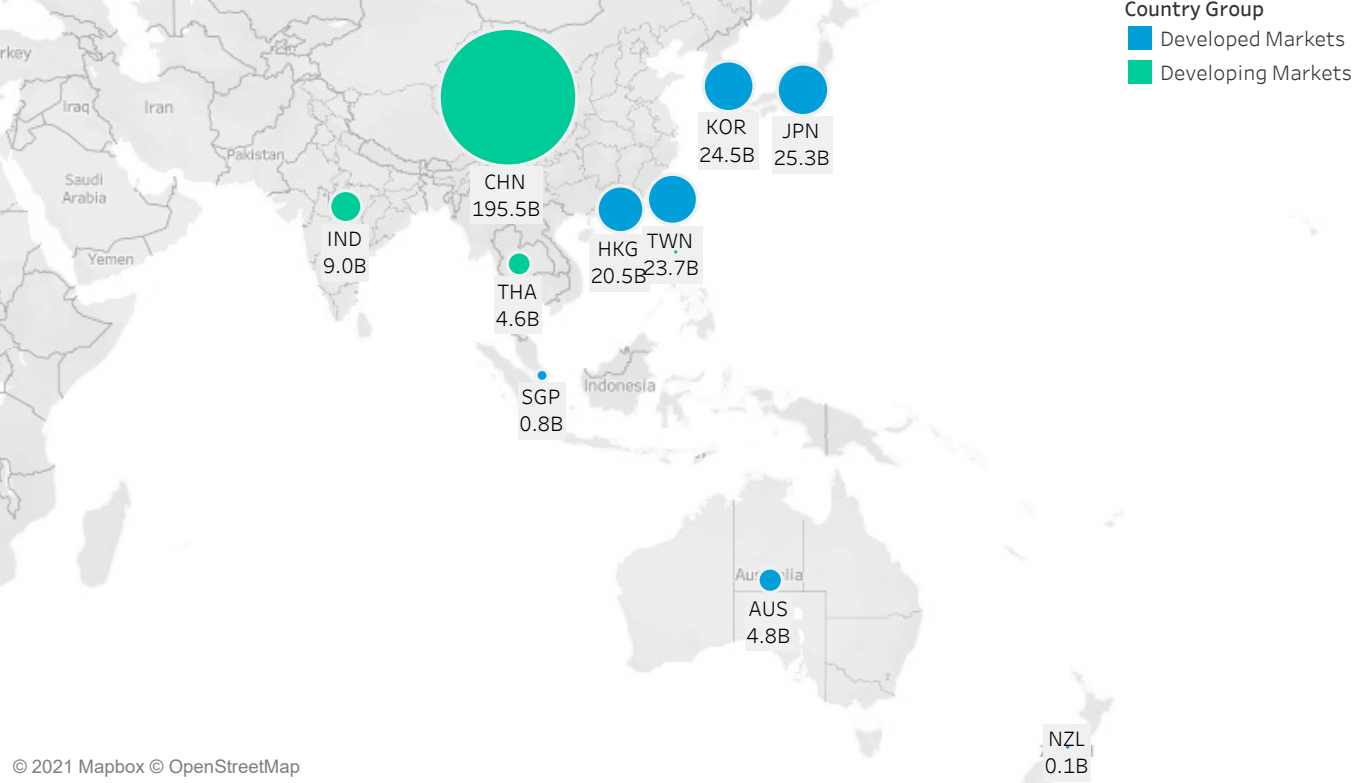 Country Group
Developed Markets
Developing Markets
rkey
Iraq
Iran
Pakistan
Saudi
Arabia
Yemen
CHN
195.5B
KOR
24.5B
JPN
25.3B
IND
9.0B
HKG
20.5B
TWN
23.7B
THA
4.6B
SGP
0.8B
Indonesia
Australia
AUS
4.8B
NZL
0.1B
© 2021 Mapbox © OpenStreetMap